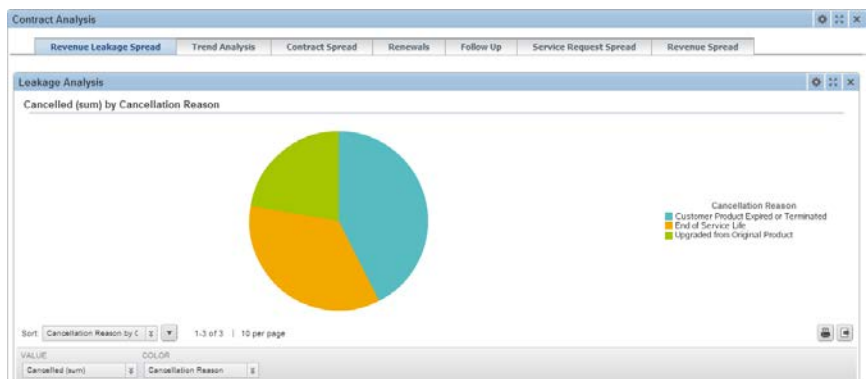 Contract Analysis
Revenue Leakage Spread Trend Analysis Contract Spread Renewals Follow Up Service Request Spread Revenue Spread
Leakage Analysis
Cancelled (sum) by Cancellation Reason
Cancellation Reason
Customer Product Expired or Terminated
End of Service Life
Upgraded from Original Product
Sort Cancellation Reason by C 1-3 of 3 | 10 per page
VALUE COLOR
Cancelled (sum) Cancellation Reason